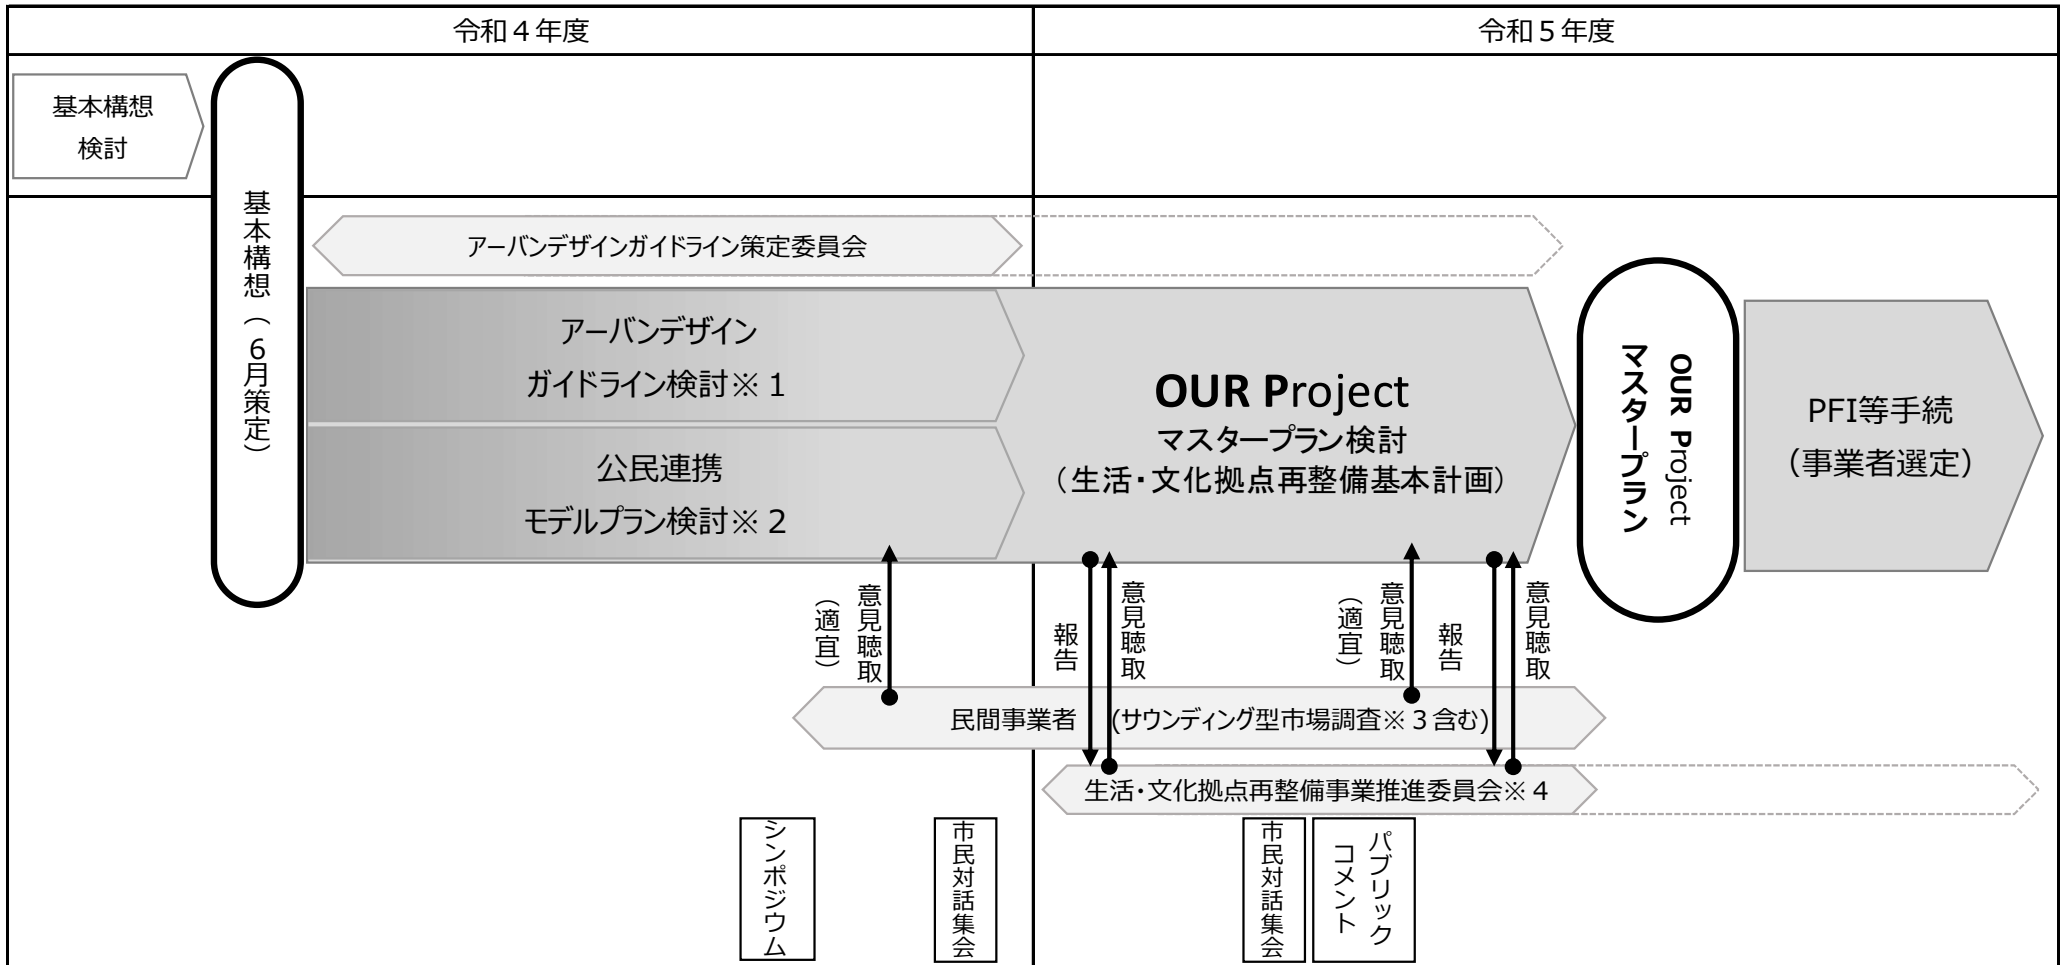 令和４年度
令和５年度
基本構想
検討
基本構想（６月策定）
アーバンデザインガイドライン策定委員会
アーバンデザイン
ガイドライン検討※１
公民連携
モデルプラン検討※２
OUR Project
マスタープラン検討
（生活・文化拠点再整備基本計画）
OUR Project
マスタープラン
PFI等手続
（事業者選定）
意見聴取
（適宜）
報告
意見聴取
意見聴取
（適宜）
報告
意見聴取
民間事業者　(サウンディング型市場調査※３含む)
生活・文化拠点再整備事業推進委員会※４
シンポジウム
市民対話集会
市民対話集会
パブリック
コメント